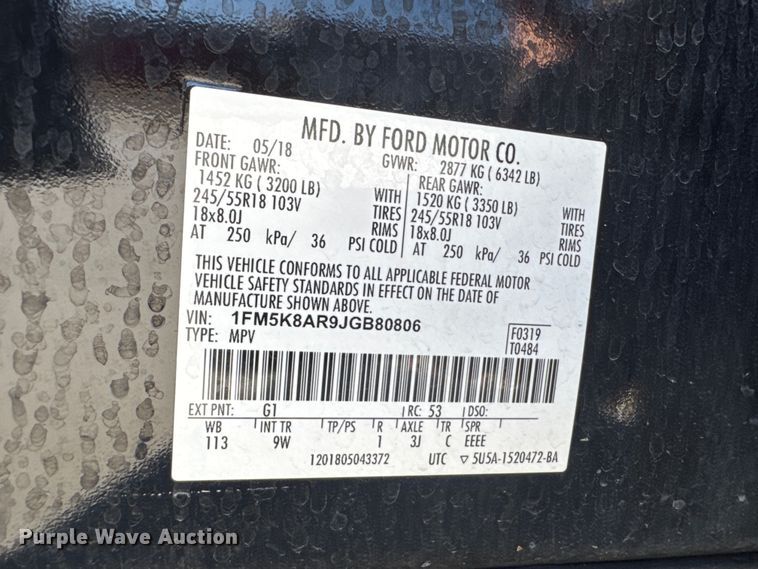 MFD. BY FORD MOTOR CO.
DATE: 05/18 GVWR: 2877 KG ( 6342 LB)
FRONT GAWR: REAR GAWR:
1452 KG ( 3200 LB) WITH 1520 KG ( 3350 LB) WITH
245/55R18 103V TIRES 245/55R18 103V TIRES
18x8.0J RIMS 18x8.0J RIMS
AT 250 kPa/ 36 PSI COLD AT 250 kPa/ 36 PSI COLD
THIS VEHICLE CONFORMS TO ALL APPLICABLE FEDERAL MOTOR
VEHICLE SAFETY STANDARDS IN EFFECT ON THE DATE OF
MANUFACTURE SHOWN ABOVE.
VIN: 1FM5K8AR9JGB80806
TYPE: MPV
F0319
T0484
EXT PNT: G1 RC: 53 DSO:
WB INT TR TP/PS R AXLE TR SPR
113 9W 1 3J C EEEE
1201805043372 UTC ▽ 5U5A-1520472-BA
Purple Wave Auction